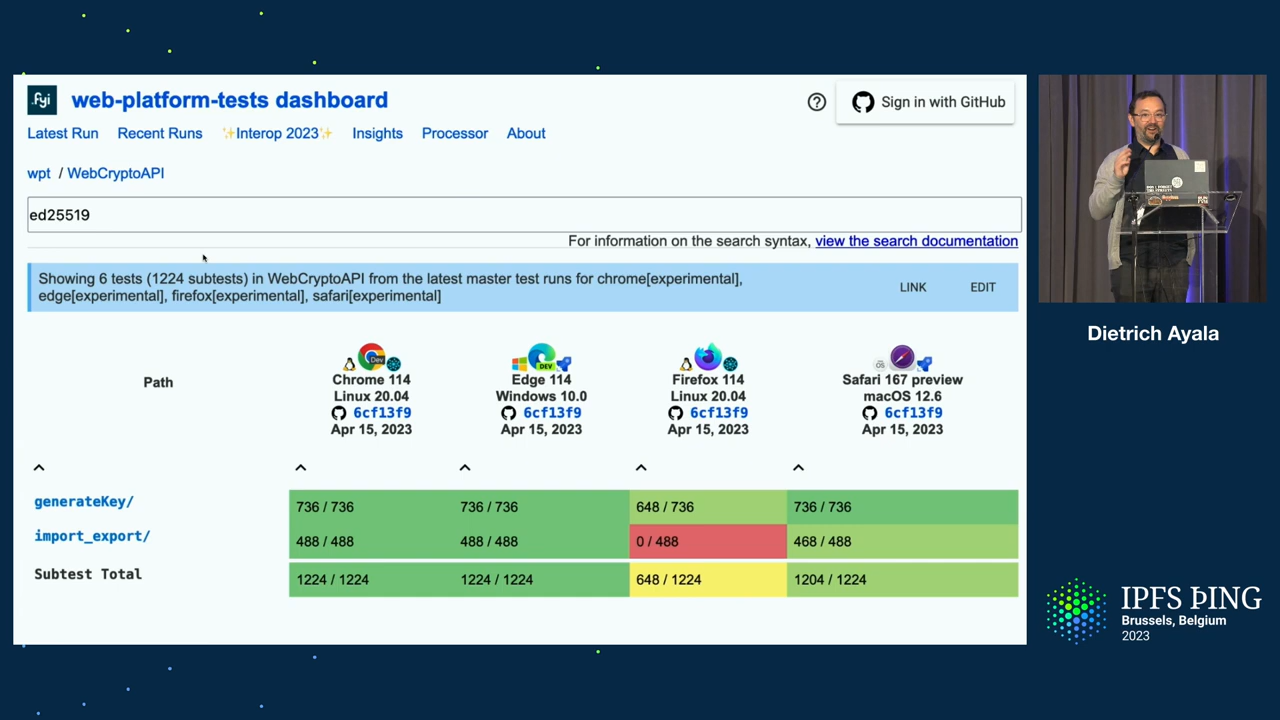 fyi
web-platform-tests dashboard
Sign in with GitHub
Latest Run Recent Runs ✨Interop 2023✨ Insights Processor About
wpt / WebCryptoAPI
ed25519
For information on the search syntax, view the search documentation
Showing 6 tests (1224 subtests) in WebCryptoAPI from the latest master test runs for chrome[experimental],
edge[experimental], firefox[experimental], safari[experimental]
LINK EDIT
Path
Dev
Chrome 114
Linux 20.04
6cf13f9
Apr 15, 2023
DEV
Edge 114
Windows 10.0
6cf13f9
Apr 15, 2023
Firefox 114
Linux 20.04
6cf13f9
Apr 15, 2023
Safari 167 preview
macOS 12.6
6cf13f9
Apr 15, 2023
generateKey/ 736 / 736 736 / 736 648 / 736 736 / 736
import_export/ 488 / 488 488 / 488 0 / 488 468 / 488
Subtest Total 1224 / 1224 1224 / 1224 648 / 1224 1204 / 1224
Dietrich Ayala
IPFS ÞING
Brussels, Belgium
2023